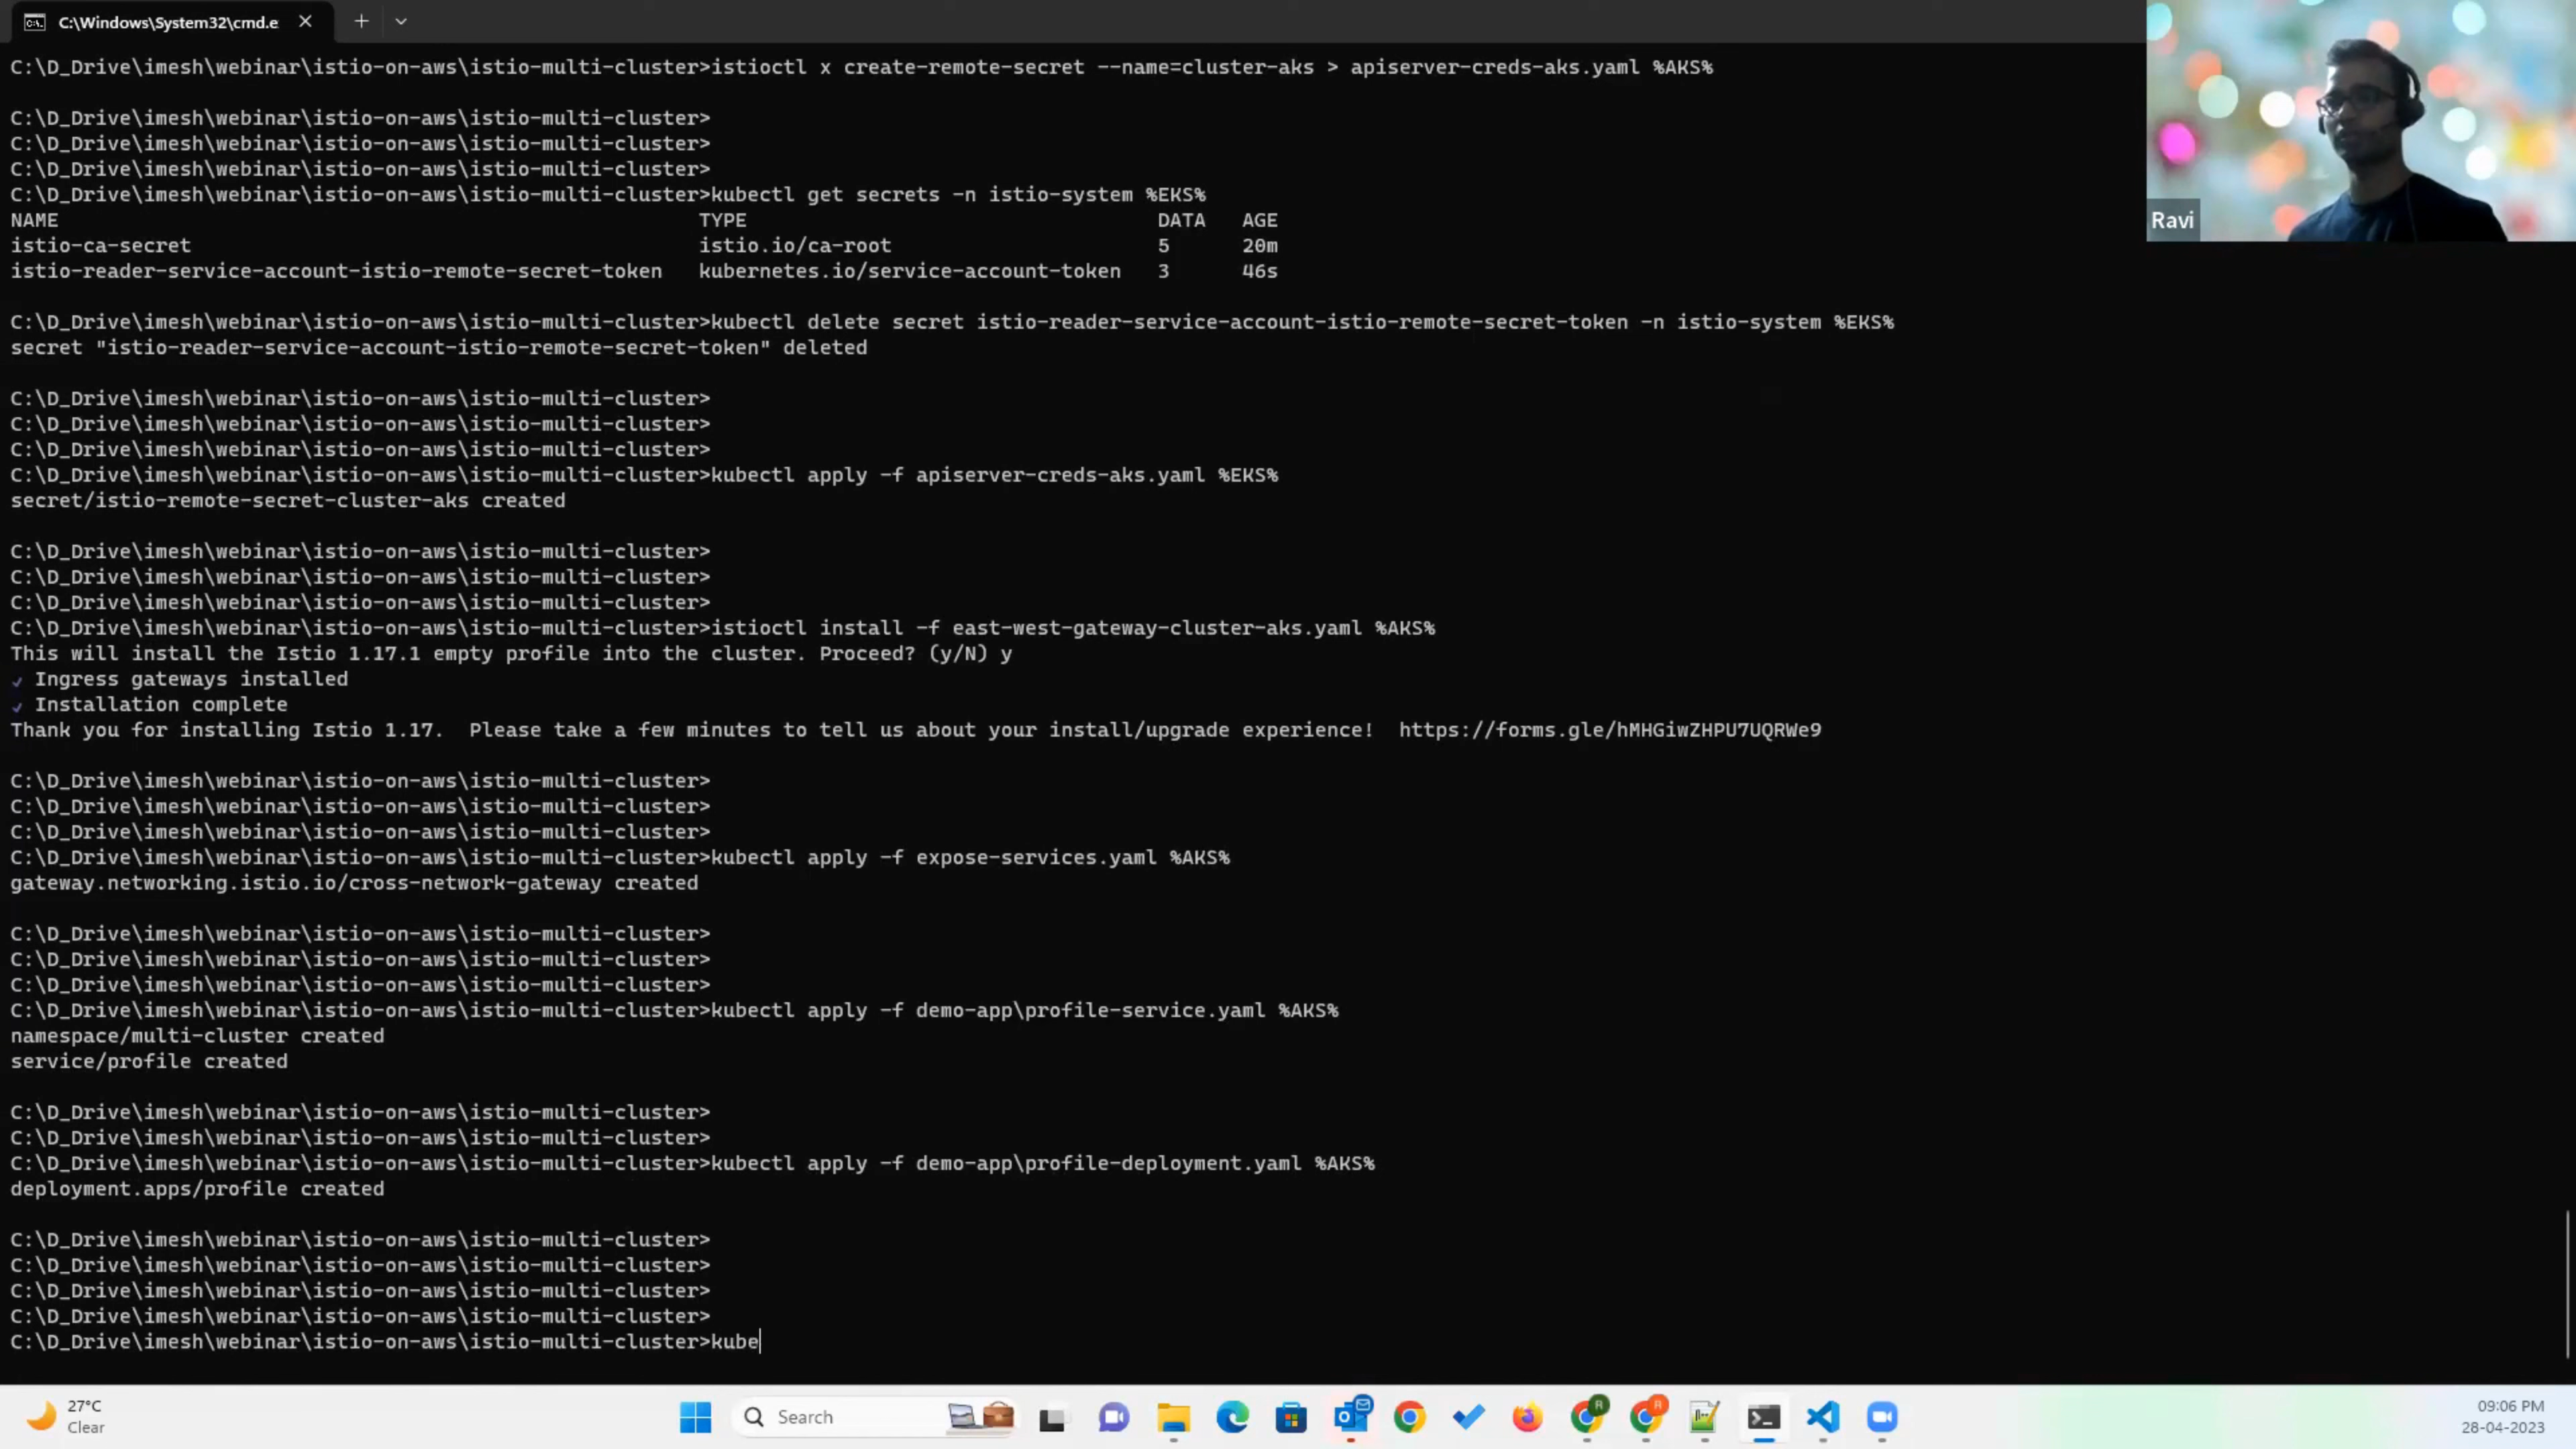 C:\Windows\System32\cmd.e
C:\D_Drive\imesh\webinar\istio-on-aws\istio-multi-cluster>istioctl x create-remote-secret --name=cluster-aks > apiserver-creds-aks.yaml %AKS%
C:\D_Drive\imesh\webinar\istio-on-aws\istio-multi-cluster>
C:\D_Drive\imesh\webinar\istio-on-aws\istio-multi-cluster>
C:\D_Drive\imesh\webinar\istio-on-aws\istio-multi-cluster>
C:\D_Drive\imesh\webinar\istio-on-aws\istio-multi-cluster>kubectl get secrets -n istio-system %EKS%
NAME TYPE DATA AGE
istio-ca-secret istio.io/ca-root 5 20m
istio-reader-service-account-istio-remote-secret-token kubernetes.io/service-account-token 3 46s
Ravi
C:\D_Drive\imesh\webinar\istio-on-aws\istio-multi-cluster>kubectl delete secret istio-reader-service-account-istio-remote-secret-token -n istio-system %EKS%
secret "istio-reader-service-account-istio-remote-secret-token" deleted
C:\D_Drive\imesh\webinar\istio-on-aws\istio-multi-cluster>
C:\D_Drive\imesh\webinar\istio-on-aws\istio-multi-cluster>
C:\D_Drive\imesh\webinar\istio-on-aws\istio-multi-cluster>
C:\D_Drive\imesh\webinar\istio-on-aws\istio-multi-cluster>kubectl apply -f apiserver-creds-aks.yaml %EKS%
secret/istio-remote-secret-cluster-aks created
C:\D_Drive\imesh\webinar\istio-on-aws\istio-multi-cluster>
C:\D_Drive\imesh\webinar\istio-on-aws\istio-multi-cluster>
C:\D_Drive\imesh\webinar\istio-on-aws\istio-multi-cluster>
C:\D_Drive\imesh\webinar\istio-on-aws\istio-multi-cluster>istioctl install -f east-west-gateway-cluster-aks.yaml %AKS%
This will install the Istio 1.17.1 empty profile into the cluster. Proceed? (y/N) y
✓ Ingress gateways installed
✓ Installation complete
Thank you for installing Istio 1.17.  Please take a few minutes to tell us about your install/upgrade experience!  https://forms.gle/hMHGiwZHPU7UQRWe9
C:\D_Drive\imesh\webinar\istio-on-aws\istio-multi-cluster>
C:\D_Drive\imesh\webinar\istio-on-aws\istio-multi-cluster>
C:\D_Drive\imesh\webinar\istio-on-aws\istio-multi-cluster>
C:\D_Drive\imesh\webinar\istio-on-aws\istio-multi-cluster>kubectl apply -f expose-services.yaml %AKS%
gateway.networking.istio.io/cross-network-gateway created
C:\D_Drive\imesh\webinar\istio-on-aws\istio-multi-cluster>
C:\D_Drive\imesh\webinar\istio-on-aws\istio-multi-cluster>
C:\D_Drive\imesh\webinar\istio-on-aws\istio-multi-cluster>
C:\D_Drive\imesh\webinar\istio-on-aws\istio-multi-cluster>kubectl apply -f demo-app\profile-service.yaml %AKS%
namespace/multi-cluster created
service/profile created
C:\D_Drive\imesh\webinar\istio-on-aws\istio-multi-cluster>
C:\D_Drive\imesh\webinar\istio-on-aws\istio-multi-cluster>
C:\D_Drive\imesh\webinar\istio-on-aws\istio-multi-cluster>kubectl apply -f demo-app\profile-deployment.yaml %AKS%
deployment.apps/profile created
C:\D_Drive\imesh\webinar\istio-on-aws\istio-multi-cluster>
C:\D_Drive\imesh\webinar\istio-on-aws\istio-multi-cluster>
C:\D_Drive\imesh\webinar\istio-on-aws\istio-multi-cluster>
C:\D_Drive\imesh\webinar\istio-on-aws\istio-multi-cluster>
C:\D_Drive\imesh\webinar\istio-on-aws\istio-multi-cluster>kube
27°C
Clear
Search
R
R
09:06 PM
28-04-2023